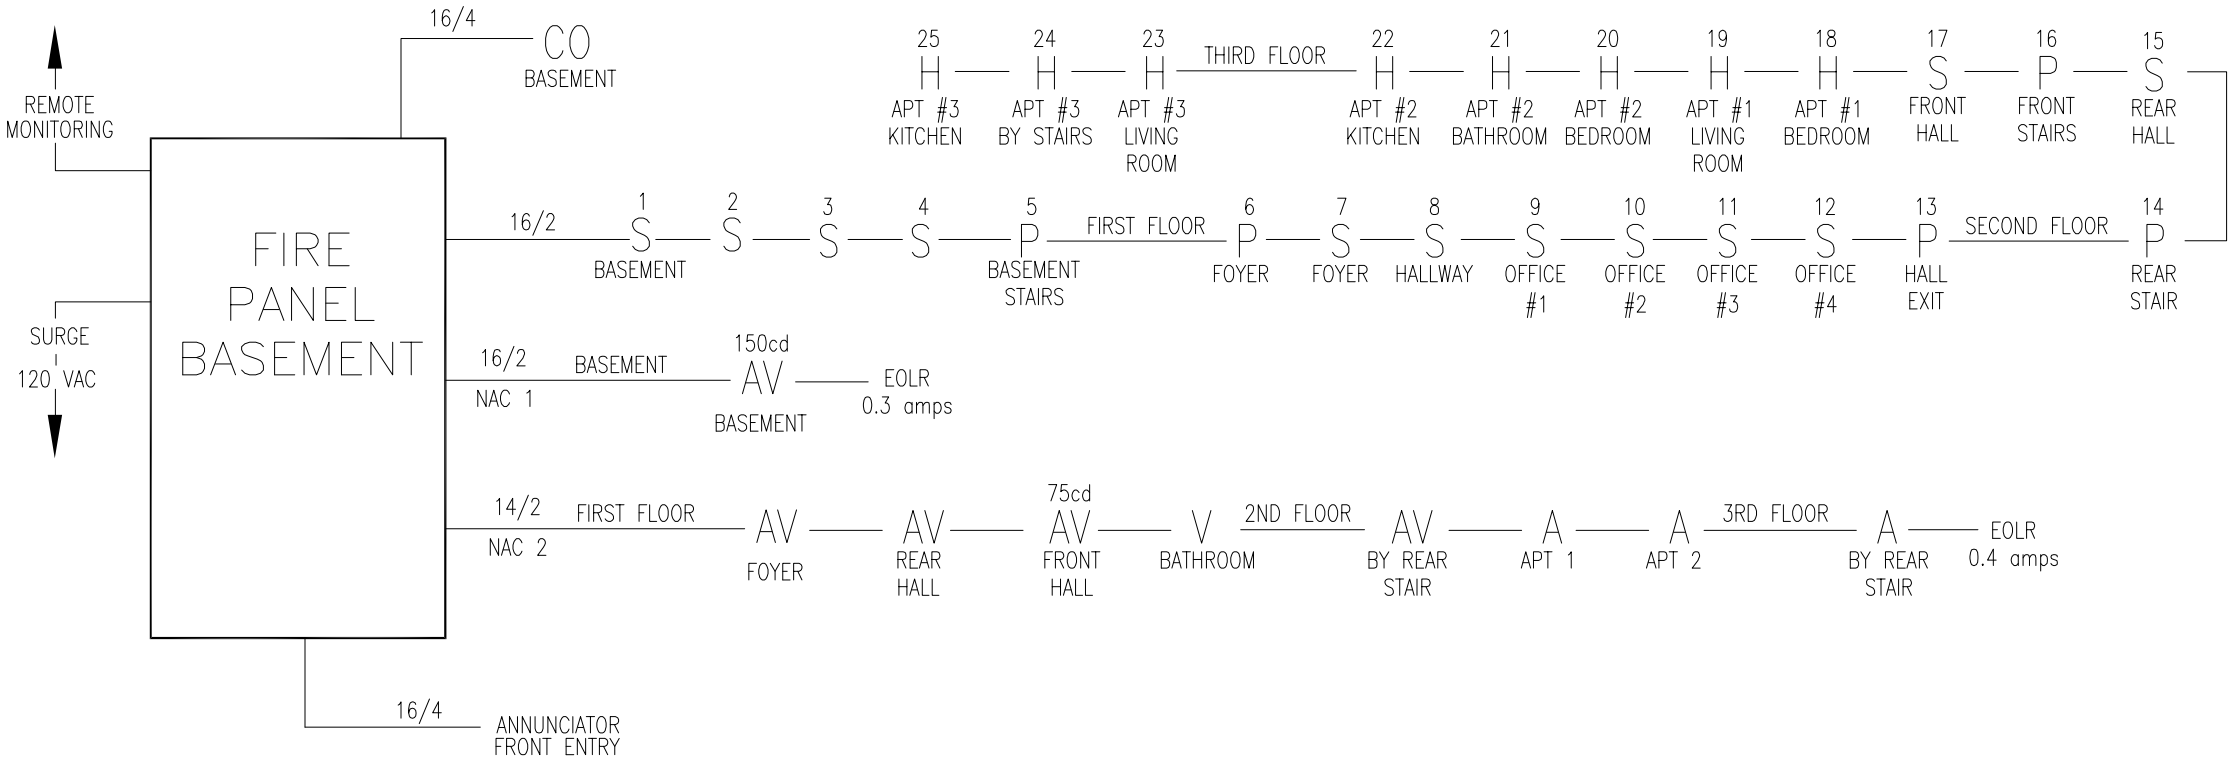 16/4
CO
BASEMENT
REMOTE
MONITORING
25 24 23 22 21 20 19 18 17 16 15
H H H THIRD FLOOR H H H H H S P S
APT #3 APT #3 APT #3 APT #2 APT #2 APT #2 APT #1 APT #1 FRONT FRONT REAR
KITCHEN BY STAIRS LIVING KITCHEN BATHROOM BEDROOM LIVING BEDROOM HALL STAIRS HALL
ROOM ROOM
FIRE
PANEL
BASEMENT
1 2 3 4 5 6 7 8 9 10 11 12 13 14
16/2 S S S S P FIRST FLOOR P S S S S S S P SECOND FLOOR P
BASEMENT BASEMENT FOYER FOYER HALLWAY OFFICE OFFICE OFFICE OFFICE HALL REAR
STAIRS #1 #2 #3 #4 EXIT STAIR
SURGE
120 VAC
150cd
16/2 BASEMENT AV EOLR
NAC 1 0.3 amps
BASEMENT
75cd
14/2 FIRST FLOOR AV AV AV V 2ND FLOOR AV A A 3RD FLOOR A EOLR
NAC 2 FOYER REAR FRONT BATHROOM BY REAR APT 1 APT 2 BY REAR 0.4 amps
HALL HALL STAIR STAIR
16/4
ANNUNCIATOR
FRONT ENTRY